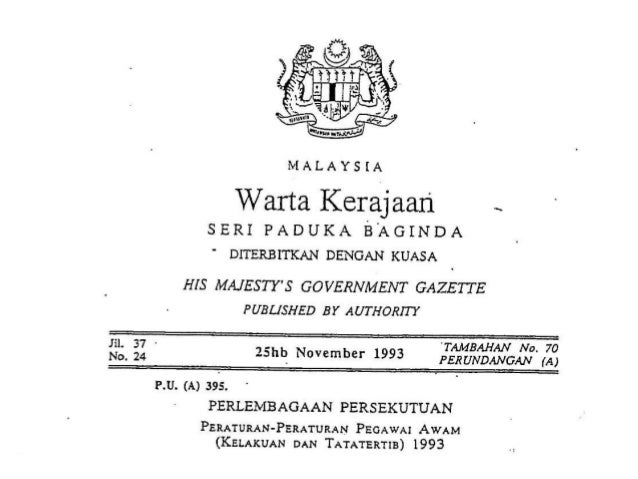 MALAYSIA
Warta Kerajaan
SERI PADUKA BAGINDA
DITERBITKAN DENGAN KUASA
HIS MAJESTY'S GOVERNMENT GAZETTE
PUBLISHED BY AUTHORITY
Jil. 37
No. 24
25hb November 1993
TAMBAHAN No. 70
PERUNDANGAN (A)
P.U. (A) 395.
PERLEMBAGAAN PERSEKUTUAN
PERATURAN-PERATURAN PEGAWAI AWAM
(KELAKUAN DAN TATATERTIB) 1993